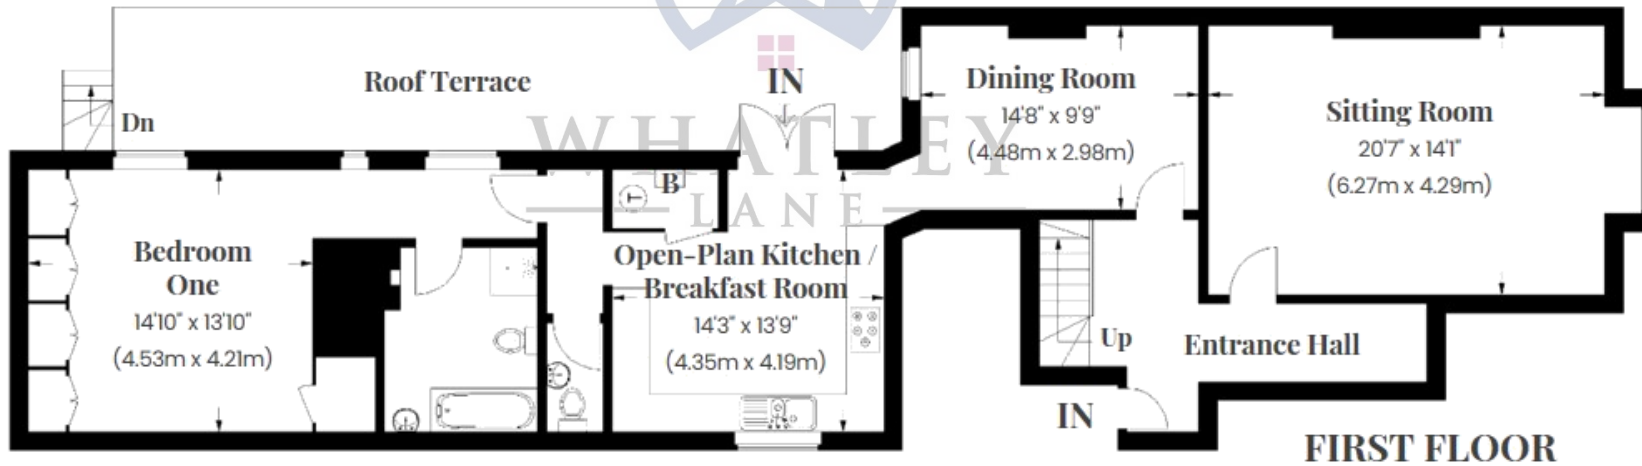 Roof Terrace
Dn
IN
WHATLEY
LANE
Dining Room
14'8" x 9'9"
(4.48m x 2.98m)
Sitting Room
20'7" x 14'1"
(6.27m x 4.29m)
Bedroom
One
14'10" x 13'10"
(4.53m x 4.21m)
T
B
Open-Plan Kitchen /
Breakfast Room
14'3" x 13'9"
(4.35m x 4.19m)
Up
Entrance Hall
IN
FIRST FLOOR